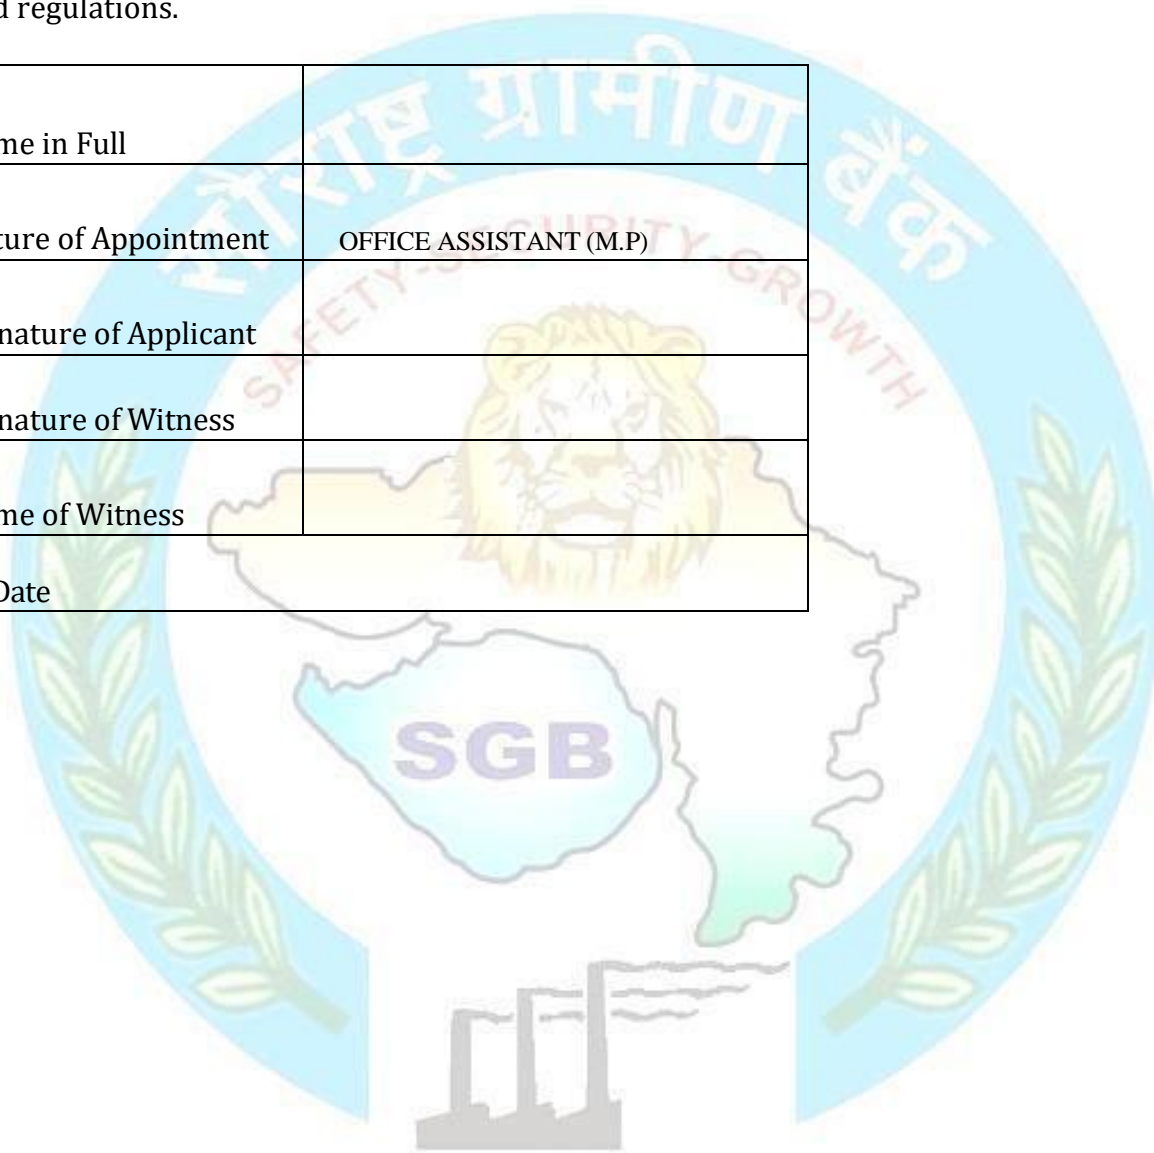 d regulations.
सौराष्ट्र ग्रामीण बैंक
SAFETY-SECURITY-GROWTH
me in Full
ture of Appointment OFFICE ASSISTANT (M.P)
nature of Applicant
nature of Witness
me of Witness
Date
SGB